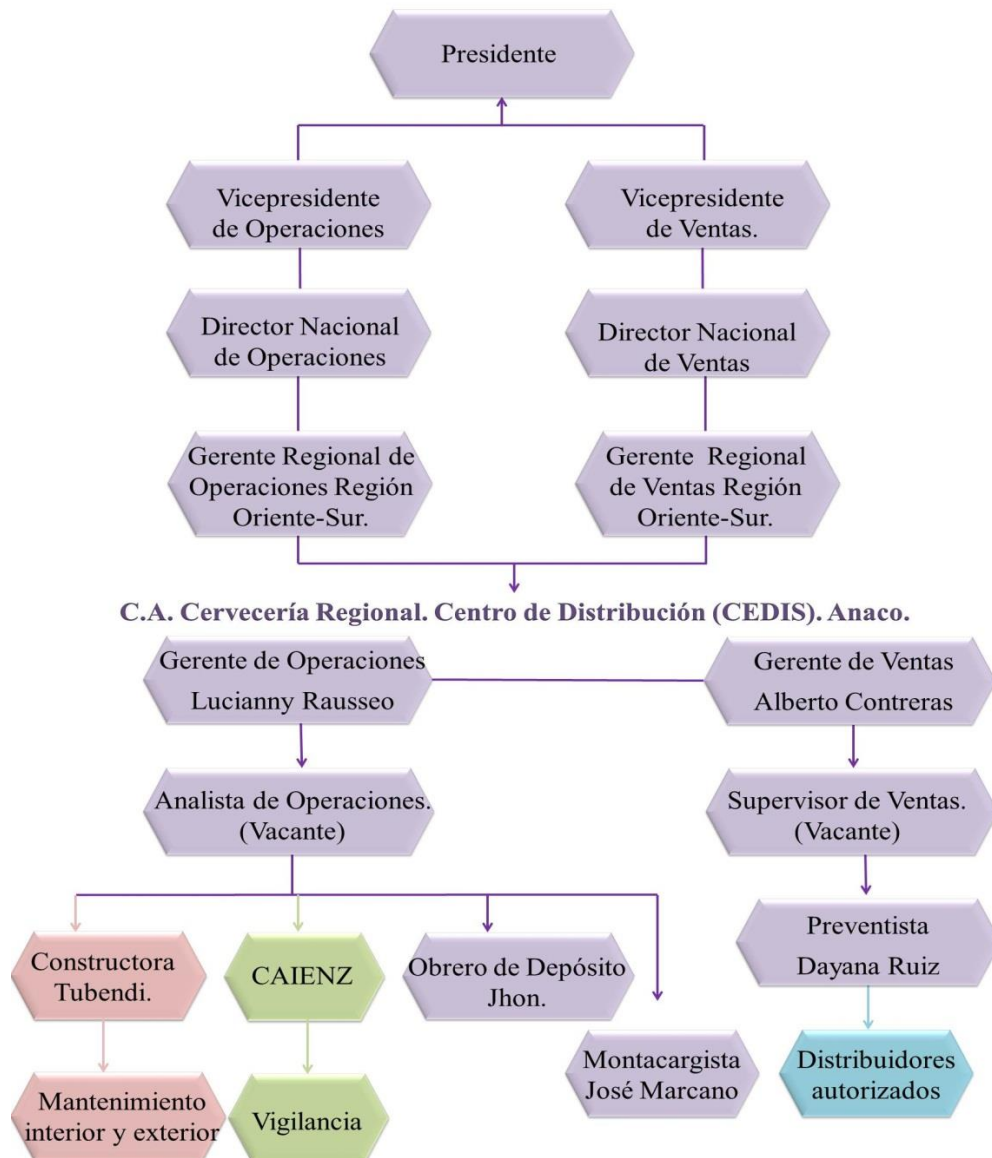 Presidente
Vicepresidente
de Operaciones
Vicepresidente
de Ventas.
Director Nacional
de Operaciones
Director Nacional
de Ventas
Gerente Regional de
Operaciones Región
Oriente-Sur.
Gerente Regional
de Ventas Región
Oriente-Sur.
C.A. Cervecería Regional. Centro de Distribución (CEDIS). Anaco.
Gerente de Operaciones
Lucianny Rausseo
Gerente de Ventas
Alberto Contreras
Analista de Operaciones.
(Vacante)
Supervisor de Ventas.
(Vacante)
Constructora
Tubendi.
CAIENZ
Obrero de Depósito
Jhon.
Preventista
Dayana Ruiz
Mantenimiento
interior y exterior
Vigilancia
Montacargista
José Marcano
Distribuidores
autorizados